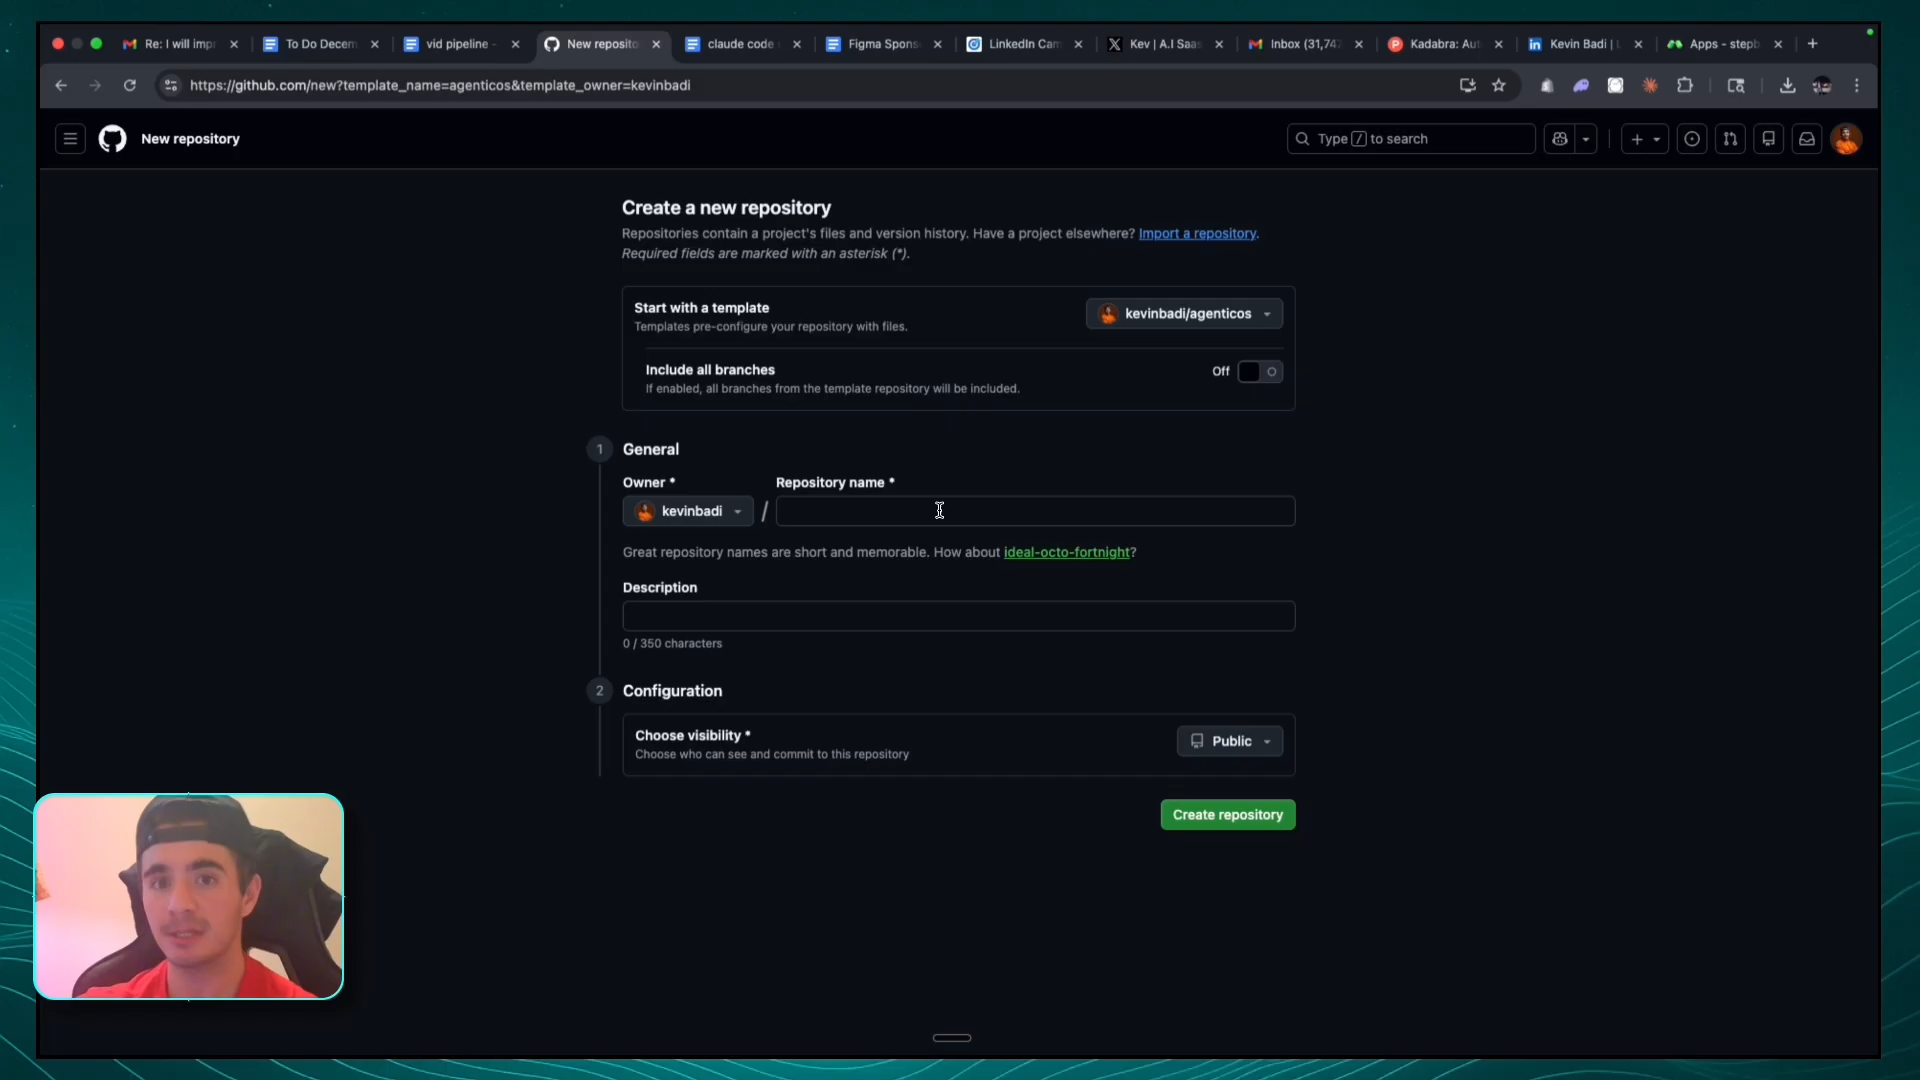 Re: I will imp
To Do Decem
vid pipeline -
New reposito
claude code
Figma Spons
LinkedIn Cam
Kev | A.I Saa
Inbox (31,74
Kadabra: Au
Kevin Badi |
Apps - stepb
https://github.com/new?template_name=agenticos&template_owner=kevinbadi
New repository
Type / to search
Create a new repository
Repositories contain a project's files and version history. Have a project elsewhere? Import a repository.
Required fields are marked with an asterisk (*).
Start with a template
Templates pre-configure your repository with files.
kevinbadi/agenticos
Include all branches
If enabled, all branches from the template repository will be included.
Off
1 General
Owner *
Repository name *
kevinbadi /
Great repository names are short and memorable. How about ideal-octo-fortnight?
Description
0 / 350 characters
2 Configuration
Choose visibility *
Choose who can see and commit to this repository
Public
Create repository